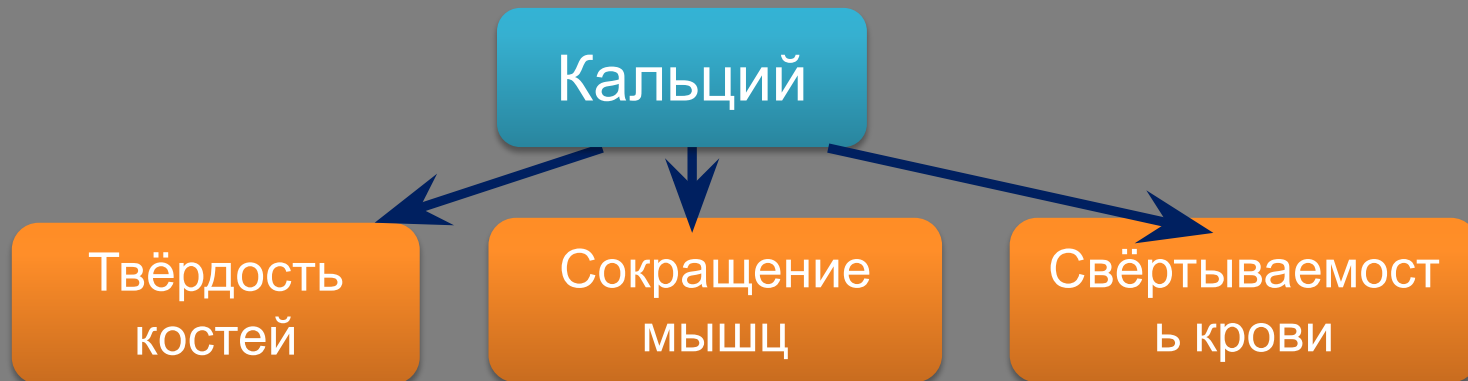 Кальций
Твёрдость
костей
Сокращение
мышц
Свёртываемост
ь крови